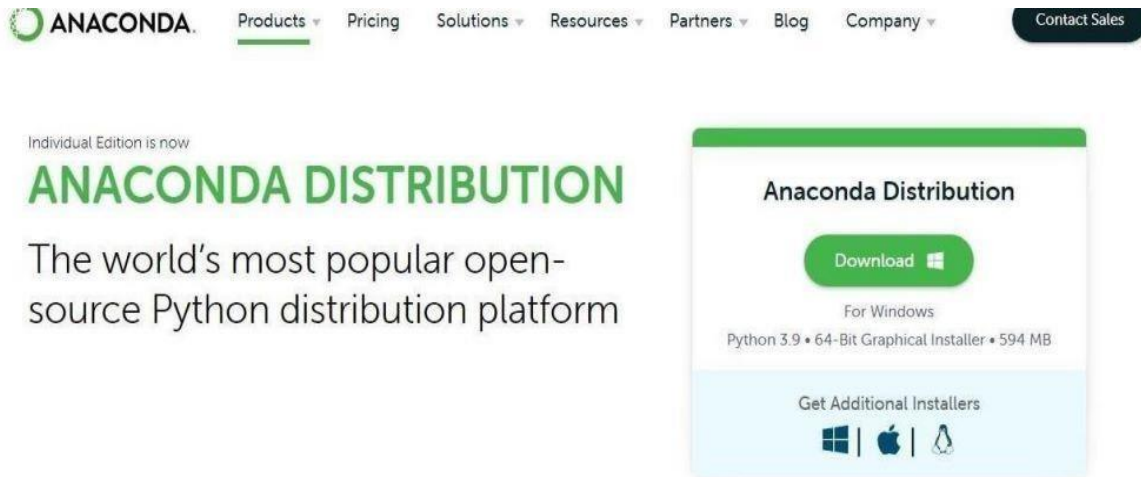 ANACONDA.
Products Pricing Solutions Resources Partners Blog Company Contact Sales
Individual Edition is now
ANACONDA DISTRIBUTION
The world's most popular open-
source Python distribution platform
Anaconda Distribution
Download
For Windows
Python 3.9 • 64-Bit Graphical Installer • 594 MB
Get Additional Installers